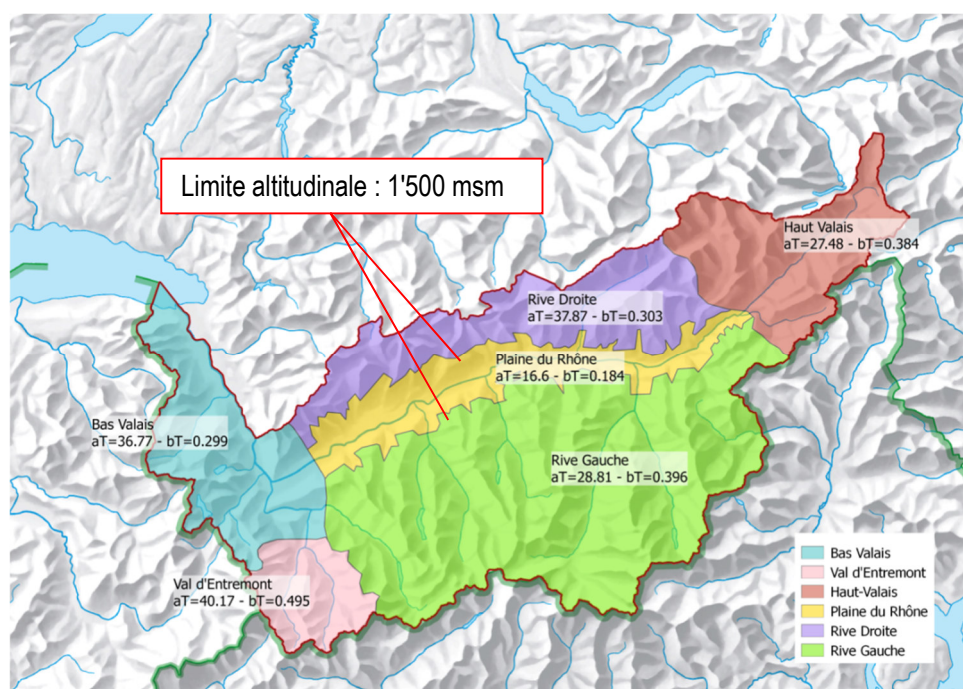 Limite altitudinale : 1'500 msm
Haut Valais
aT=27.48 - bT=0.384
Rive Droite
aT=37.87 - bT=0.303
Plaine du Rhône
aT=16.6 - bT=0.184
Bas Valais
aT=36.77 - bT=0.299
Rive Gauche
aT=28.81 - bT=0.396
Val d'Entremont
aT=40.17 - bT=0.495
Bas Valais
Val d'Entremont
Haut-Valais
Plaine du Rhône
Rive Droite
Rive Gauche